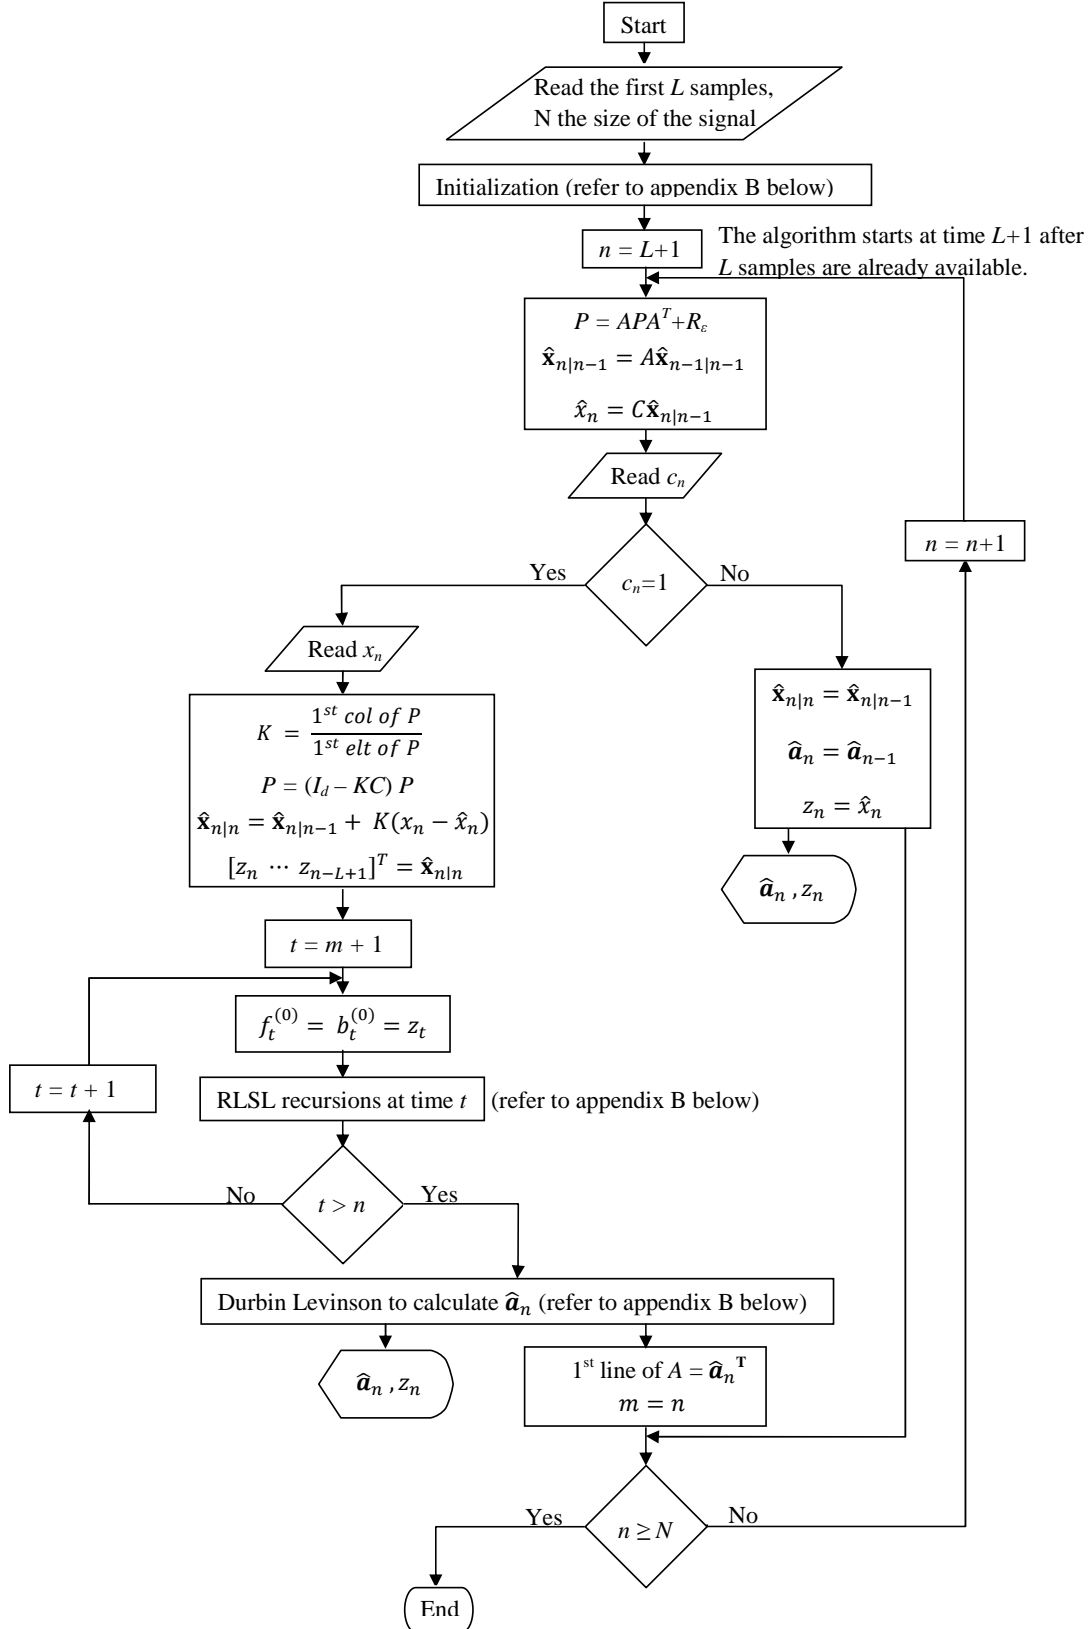 Start
Read the first L samples,
N the size of the signal
Initialization (refer to appendix B below)
n = L+1
The algorithm starts at time L+1 after
L samples are already available.
P = APAᵀ+R_ε
x̂_{n|n−1} = Ax̂_{n−1|n−1}
x̂_n = Cx̂_{n|n−1}
Read c_n
n = n+1
Yes
c_n=1
No
Read x_n
K = \frac{1^{st} col of P}{1^{st} elt of P}
P = (I_d – KC) P
x̂_{n|n} = x̂_{n|n−1} + K(x_n − x̂_n)
[z_n ⋯ z_{n−L+1}]ᵀ = x̂_{n|n}
x̂_{n|n} = x̂_{n|n−1}
â_n = â_{n−1}
z_n = x̂_n
â_n , z_n
t = m + 1
f_t^{(0)} = b_t^{(0)} = z_t
t = t + 1
RLSL recursions at time t (refer to appendix B below)
No
t > n
Yes
Durbin Levinson to calculate â_n (refer to appendix B below)
â_n , z_n
1^{st} line of A = â_n^T
m = n
Yes
n ≥ N
No
End